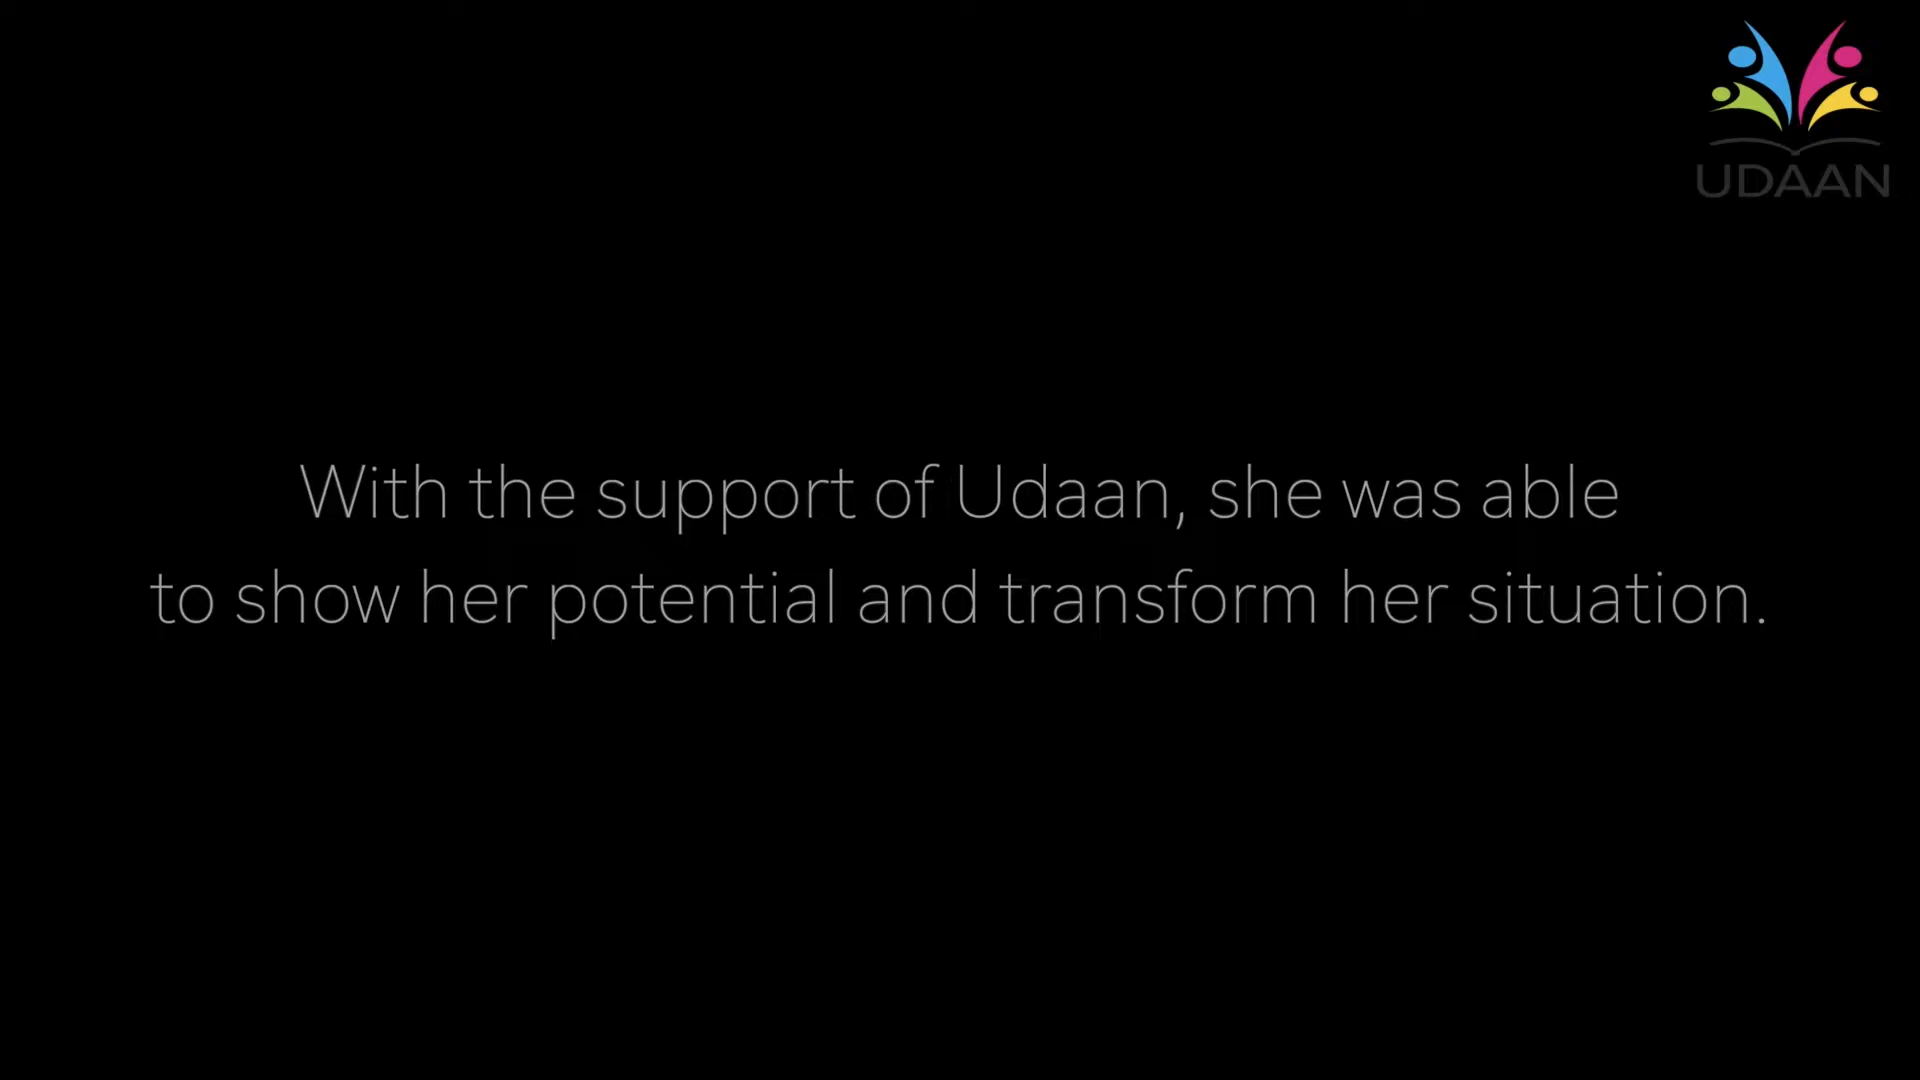 UDAAN
With the support of Udaan, she was able
to show her potential and transform her situation.